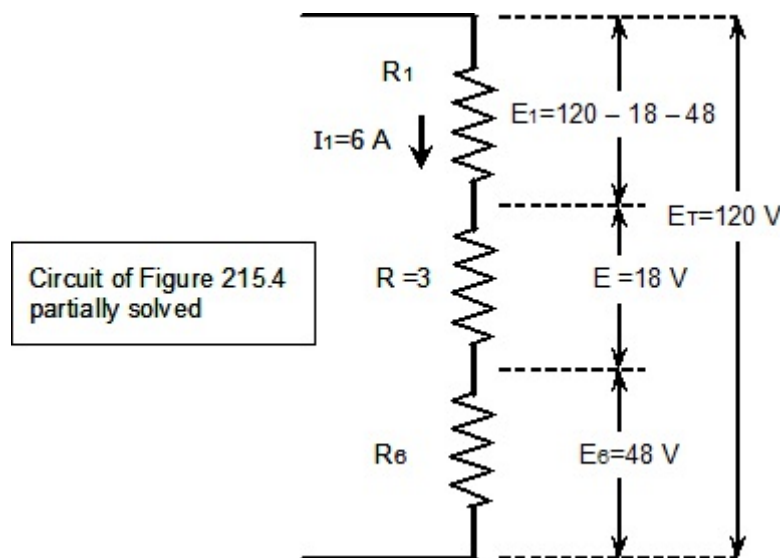 R1
E1=120 – 18 – 48
I1=6 A
ET=120 V
Circuit of Figure 215.4
partially solved
R =3
E =18 V
R6
E6=48 V